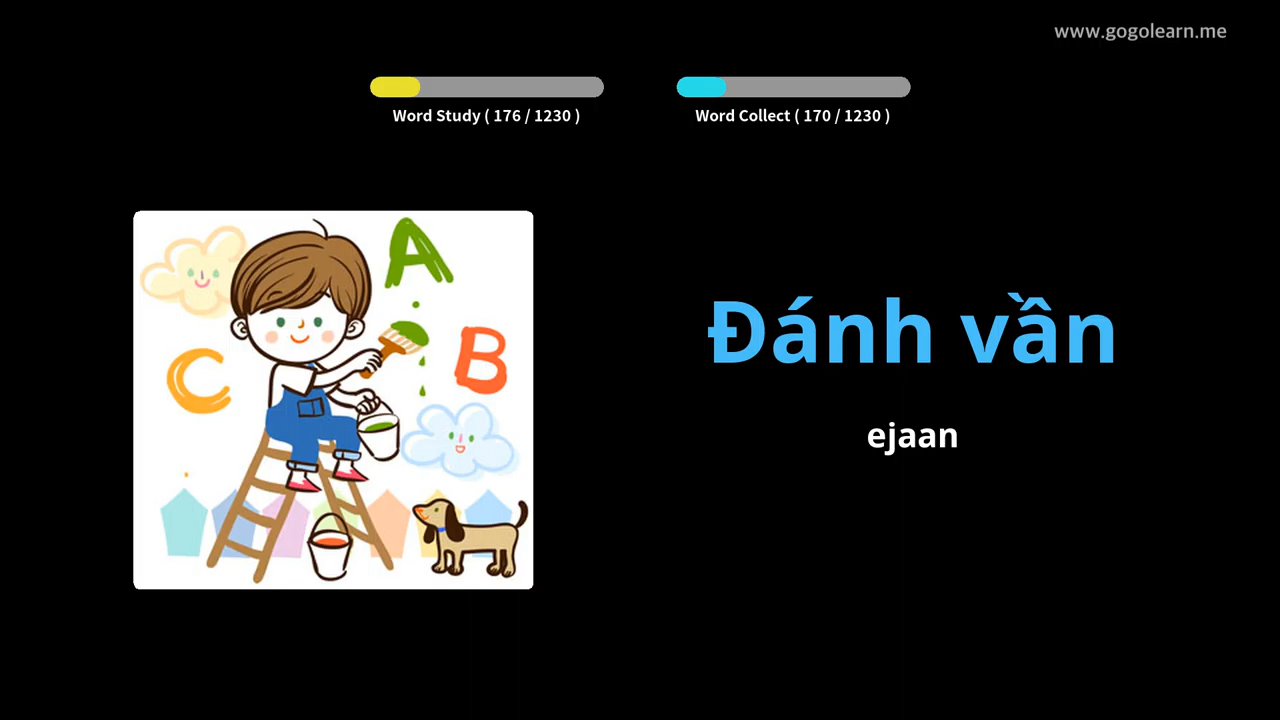 www.gogolearn.me
Word Study ( 176 / 1230 )
Word Collect ( 170 / 1230 )
A
B
C
Đánh vần
ejaan